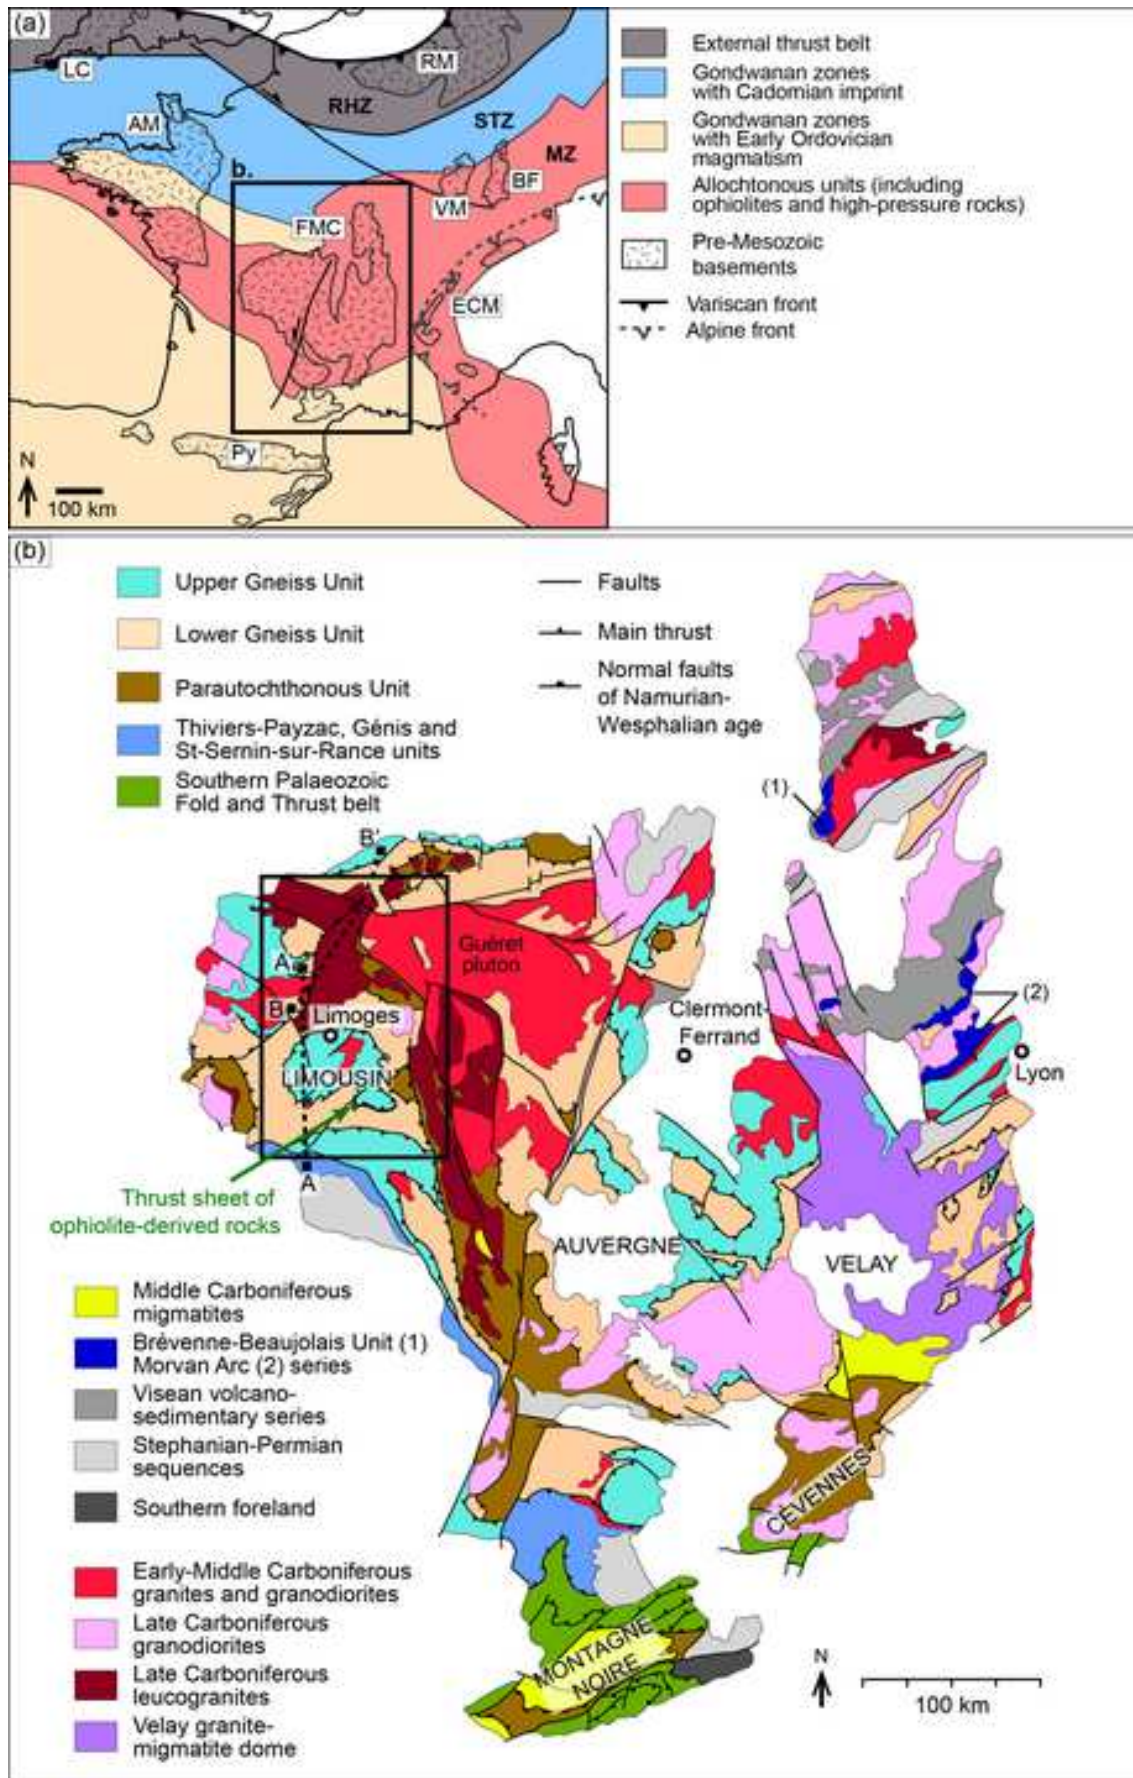 (a)
LC
RM
RHZ
AM
STZ
MZ
b.
BF
VM
FMC
ECM
Py
N
100 km
External thrust belt
Gondwanan zones
with Cadomian imprint
Gondwanan zones
with Early Ordovician
magmatism
Allochtonous units (including
ophiolites and high-pressure rocks)
Pre-Mesozoic
basements
Variscan front
Alpine front
(b)
Upper Gneiss Unit
Lower Gneiss Unit
Parautochthonous Unit
Thiviers-Payzac, Génis and
St-Sernin-sur-Rance units
Southern Palaeozoic
Fold and Thrust belt
Faults
Main thrust
Normal faults
of Namurian-
Wesphalian age
(1)
B'
Guéret
pluton
A'
B
Limoges
LIMOUSIN
Clermont-
Ferrand
(2)
Lyon
A
Thrust sheet of
ophiolite-derived rocks
AUVERGNE
VELAY
Middle Carboniferous
migmatites
Brévenne-Beaujolais Unit (1)
Morvan Arc (2) series
Visean volcano-
sedimentary series
Stephanian-Permian
sequences
Southern foreland
Early-Middle Carboniferous
granites and granodiorites
Late Carboniferous
granodiorites
Late Carboniferous
leucogranites
Velay granite-
migmatite dome
CÉVENNES
MONTAGNE
NOIRE
N
100 km